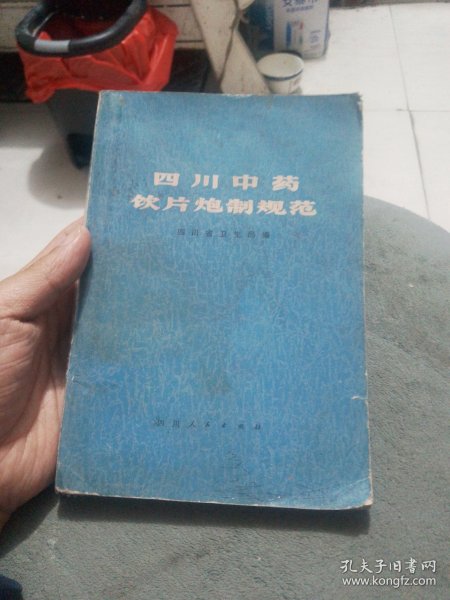 四川中药
饮片炮制规范
四川省卫生局编
四川人民出版社
孔夫子旧书网
www.kongfz.com